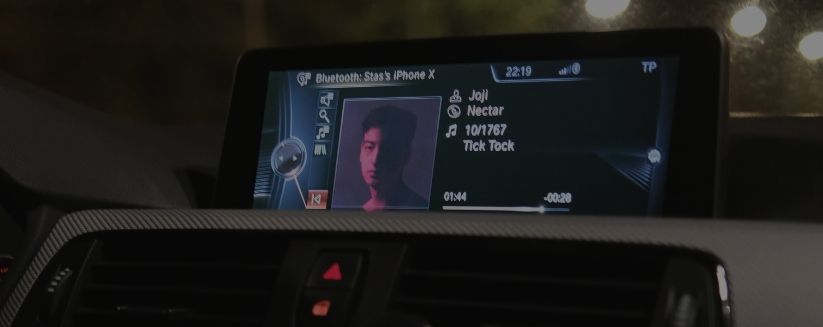 Bluetooth: Stas's iPhone X
22:19
TP
Joji
Nectar
10/1767
Tick Tock
01:44
-00:28